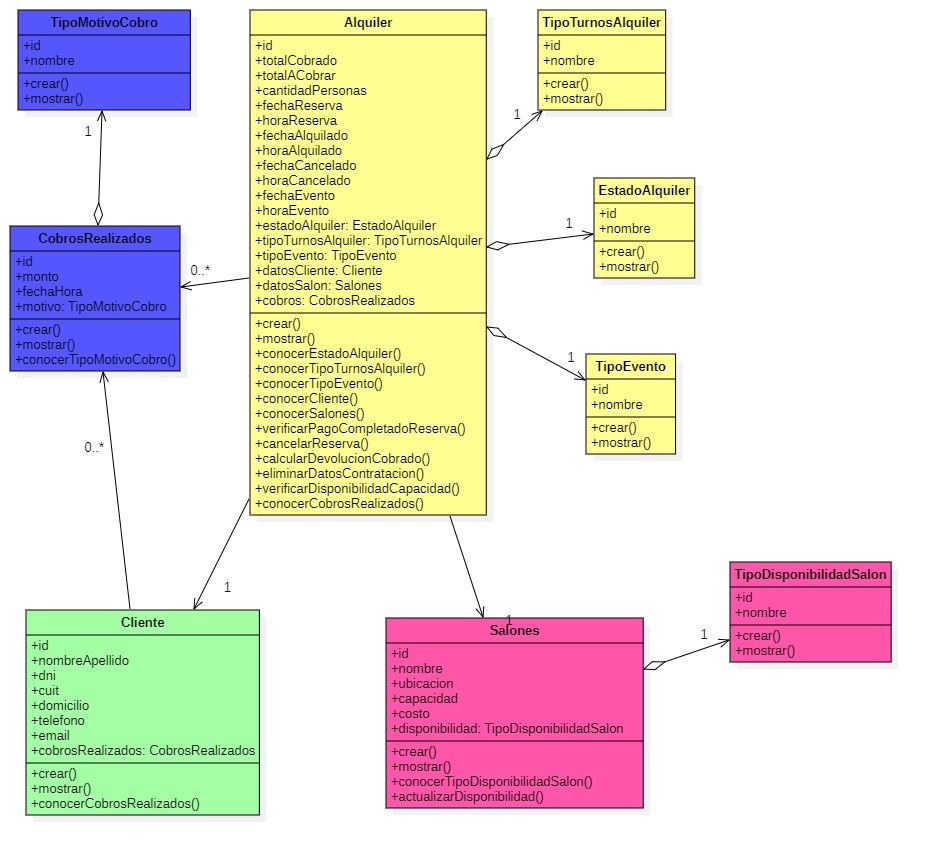 TipoMotivoCobro
+id
+nombre
+crear()
+mostrar()
1
CobrosRealizados
+id
+monto
+fechaHora
+motivo: TipoMotivoCobro
+crear()
+mostrar()
+conocerTipoMotivoCobro()
0..*
0..*
Alquiler
+id
+totalCobrado
+totalACobrar
+cantidadPersonas
+fechaReserva
+horaReserva
+fechaAlquilado
+horaAlquilado
+fechaCancelado
+horaCancelado
+fechaEvento
+horaEvento
+estadoAlquiler: EstadoAlquiler
+tipoTurnosAlquiler: TipoTurnosAlquiler
+tipoEvento: TipoEvento
+datosCliente: Cliente
+datosSalon: Salones
+cobros: CobrosRealizados
+crear()
+mostrar()
+conocerEstadoAlquiler()
+conocerTipoTurnosAlquiler()
+conocerTipoEvento()
+conocerCliente()
+conocerSalones()
+verificarPagoCompletadoReserva()
+cancelarReserva()
+calcularDevolucionCobrado()
+eliminarDatosContratacion()
+verificarDisponibilidadCapacidad()
+conocerCobrosRealizados()
1
TipoTurnosAlquiler
+id
+nombre
+crear()
+mostrar()
1
EstadoAlquiler
+id
+nombre
+crear()
+mostrar()
1
TipoEvento
+id
+nombre
+crear()
+mostrar()
1
Cliente
+id
+nombreApellido
+dni
+cuit
+domicilio
+telefono
+email
+cobrosRealizados: CobrosRealizados
+crear()
+mostrar()
+conocerCobrosRealizados()
1
Salones
+id
+nombre
+ubicacion
+capacidad
+costo
+disponibilidad: TipoDisponibilidadSalon
+crear()
+mostrar()
+conocerTipoDisponibilidadSalon()
+actualizarDisponibilidad()
1
TipoDisponibilidadSalon
+id
+nombre
+crear()
+mostrar()